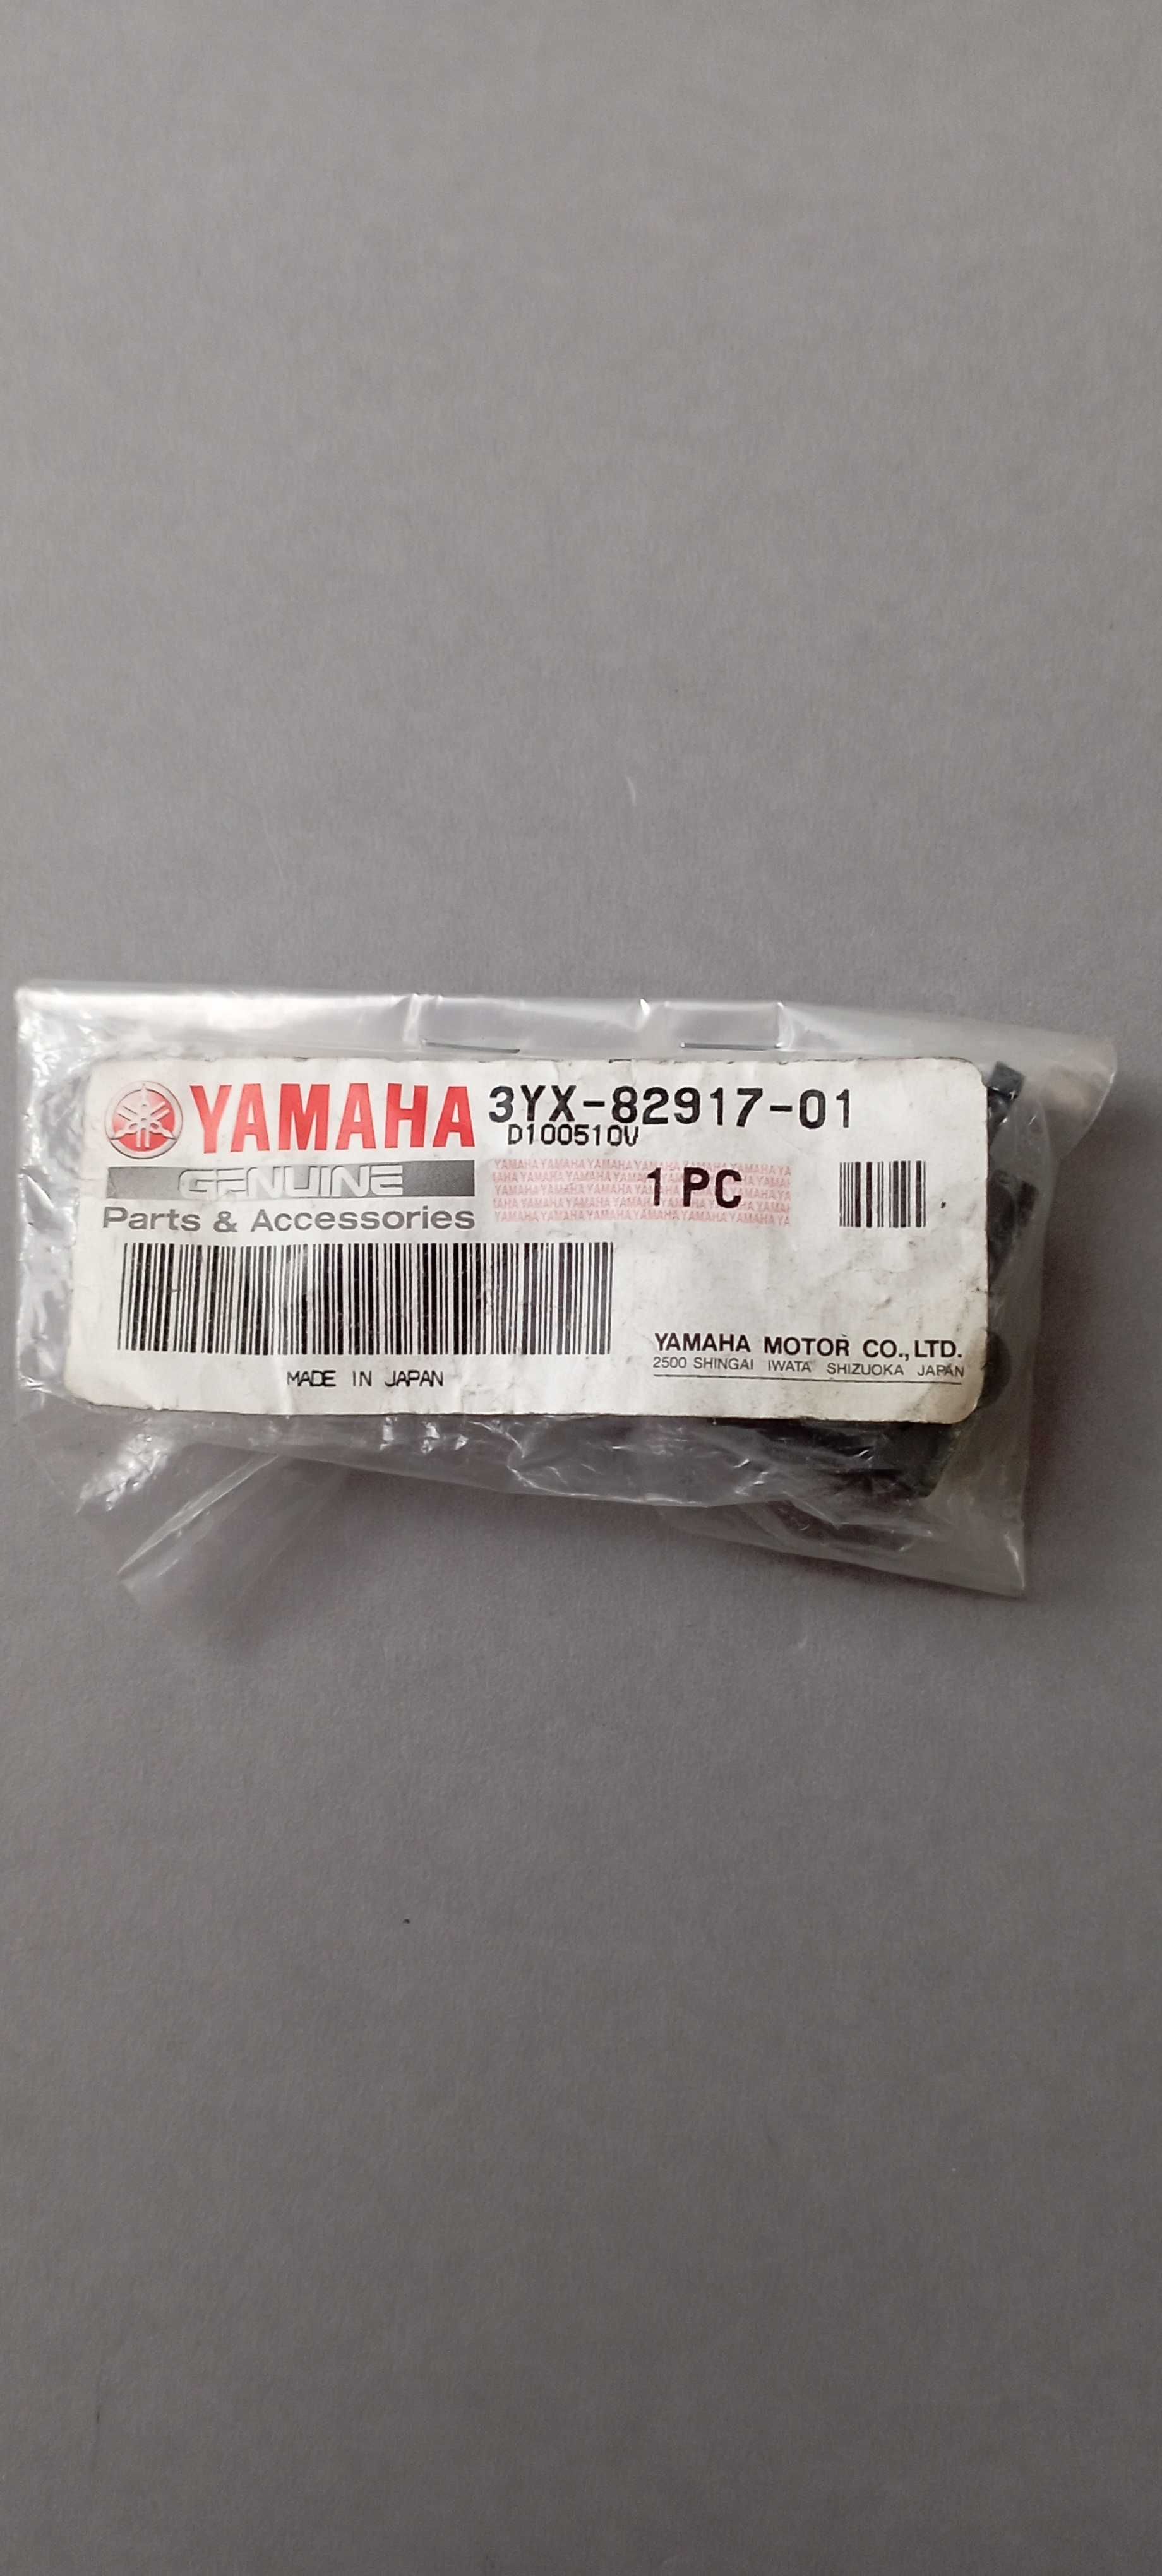 YAMAHA 3YX-82917-01
D100510V
GENUINE
1 PC
Parts & Accessories
YAMAHA MOTOR CO., LTD.
2500 SHINGAI IWATA SHIZUOKA JAPAN
MADE IN JAPAN